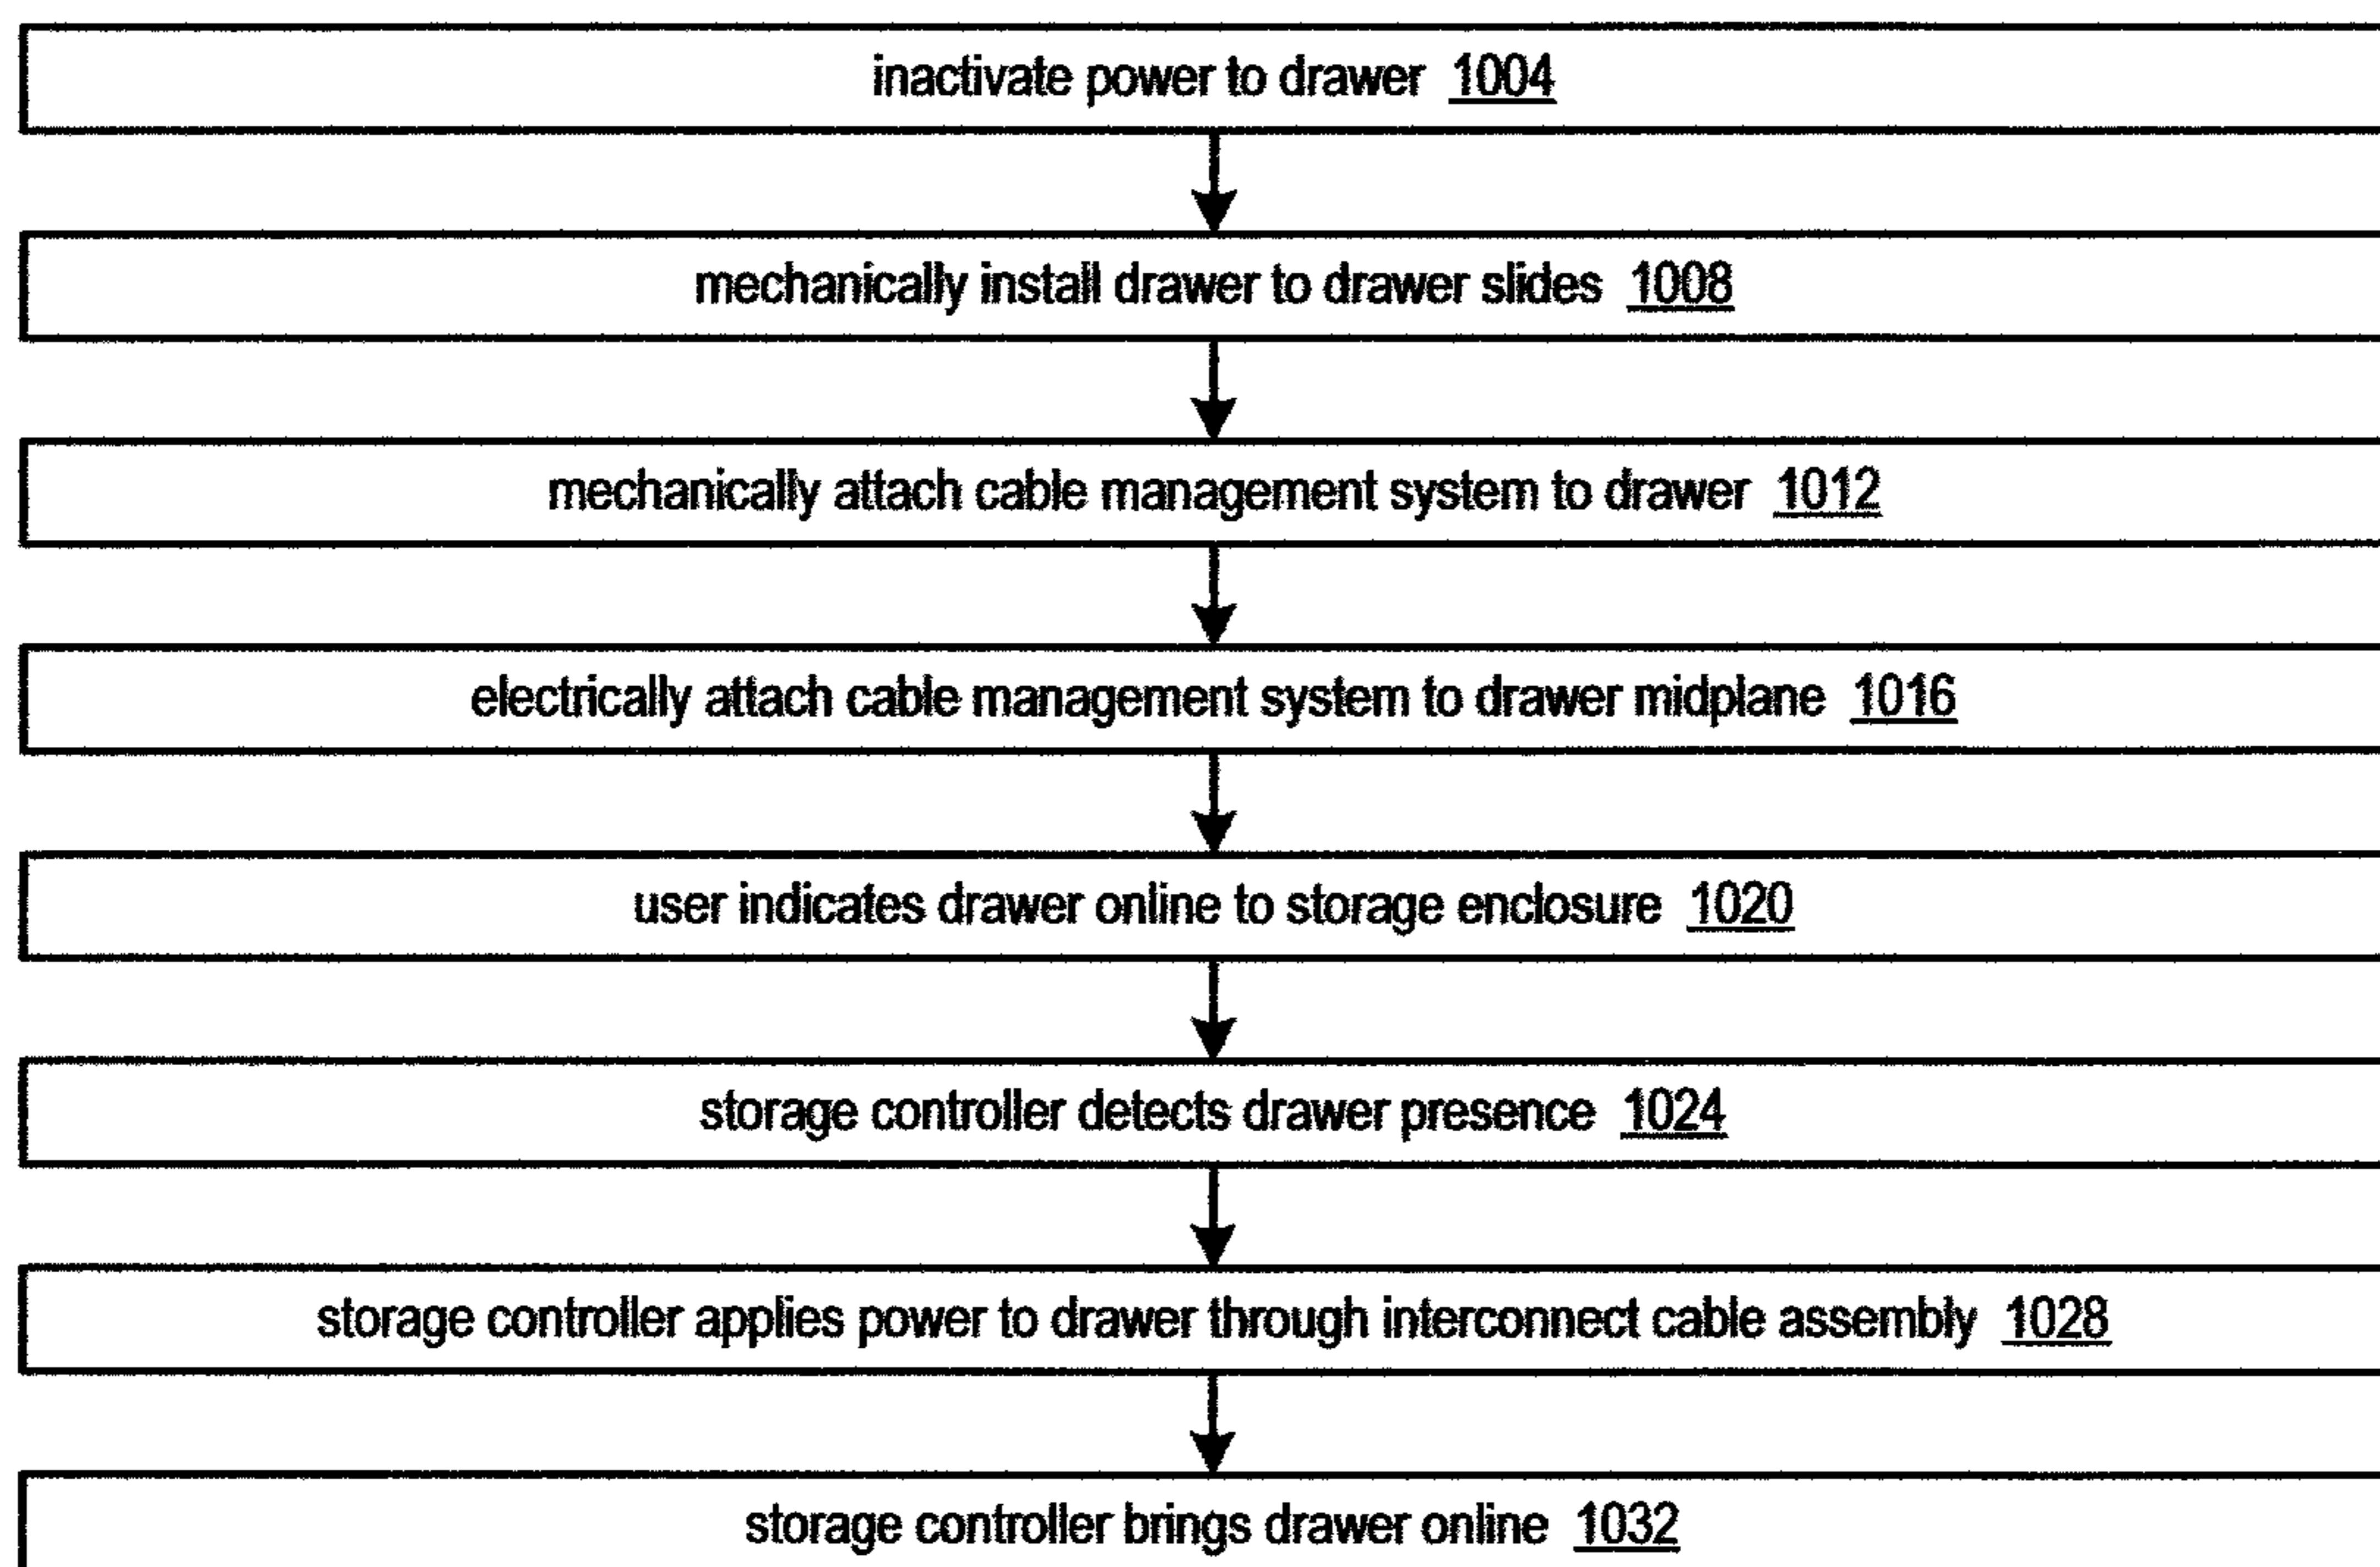 inactivate power to drawer 1004
mechanically install drawer to drawer slides 1008
mechanically attach cable management system to drawer 1012
electrically attach cable management system to drawer midplane 1016
user indicates drawer online to storage enclosure 1020
storage controller detects drawer presence 1024
storage controller applies power to drawer through interconnect cable assembly 1028
storage controller brings drawer online 1032